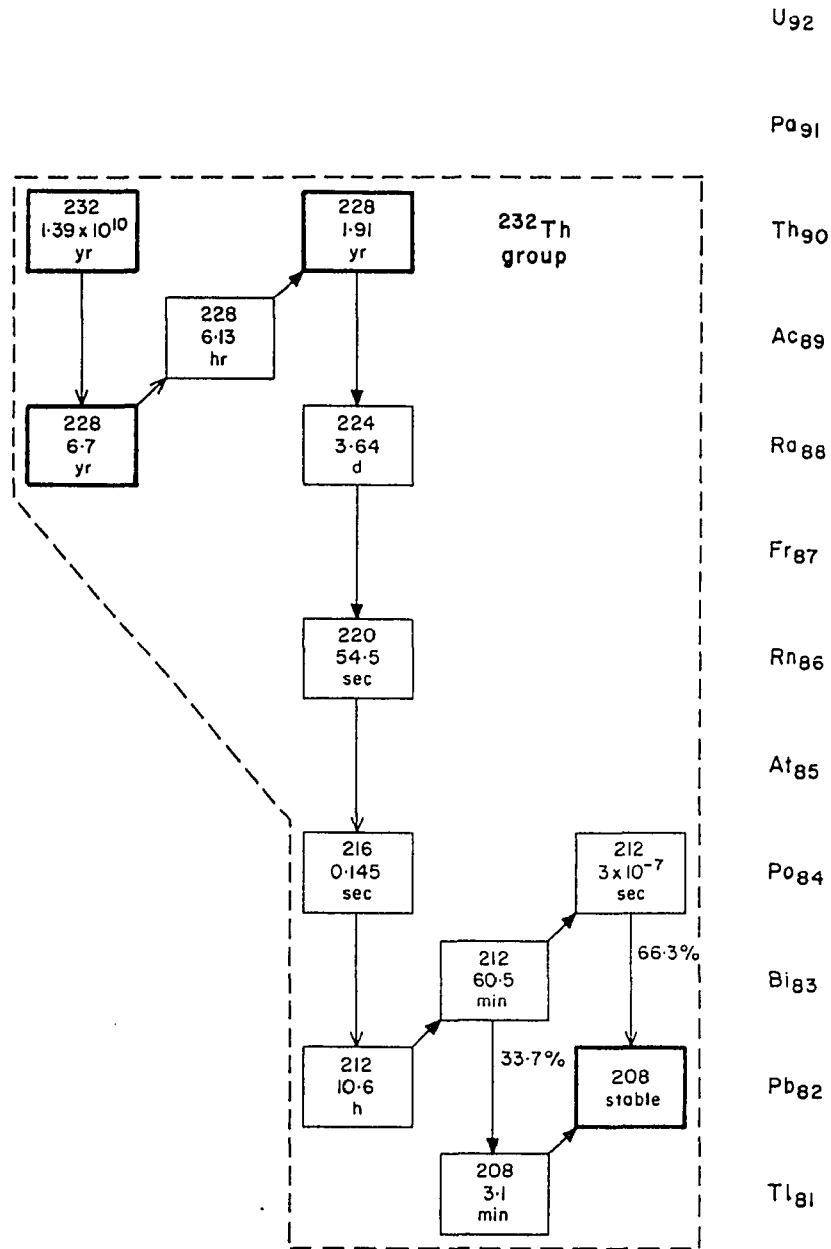 U92
Pa91
232
1·39 x 10^10
yr
228
1·91
yr
232Th
group
Th90
228
6·13
hr
Ac89
228
6·7
yr
224
3·64
d
Ra88
Fr87
220
54·5
sec
Rn86
At85
216
0·145
sec
212
3 x 10^-7
sec
Po84
212
60·5
min
66·3%
Bi83
212
10·6
h
33·7%
208
stable
Pb82
208
3·1
min
Tl81